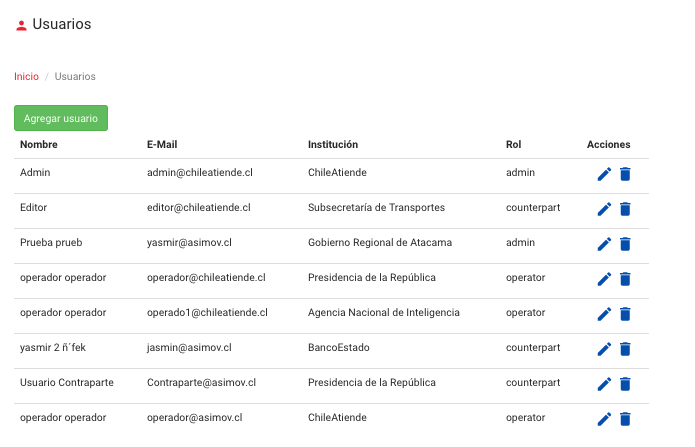 Usuarios
Inicio / Usuarios
Agregar usuario
Nombre E-Mail Institución Rol Acciones
Admin admin@chileatiende.cl ChileAtiende admin
Editor editor@chileatiende.cl Subsecretaría de Transportes counterpart
Prueba prueb yasmir@asimov.cl Gobierno Regional de Atacama admin
operador operador operador@chileatiende.cl Presidencia de la República operator
operador operador operado1@chileatiende.cl Agencia Nacional de Inteligencia operator
yasmir 2 ñ´fek jasmin@asimov.cl BancoEstado counterpart
Usuario Contraparte Contraparte@asimov.cl Presidencia de la República counterpart
operador operador operador@asimov.cl ChileAtiende operator